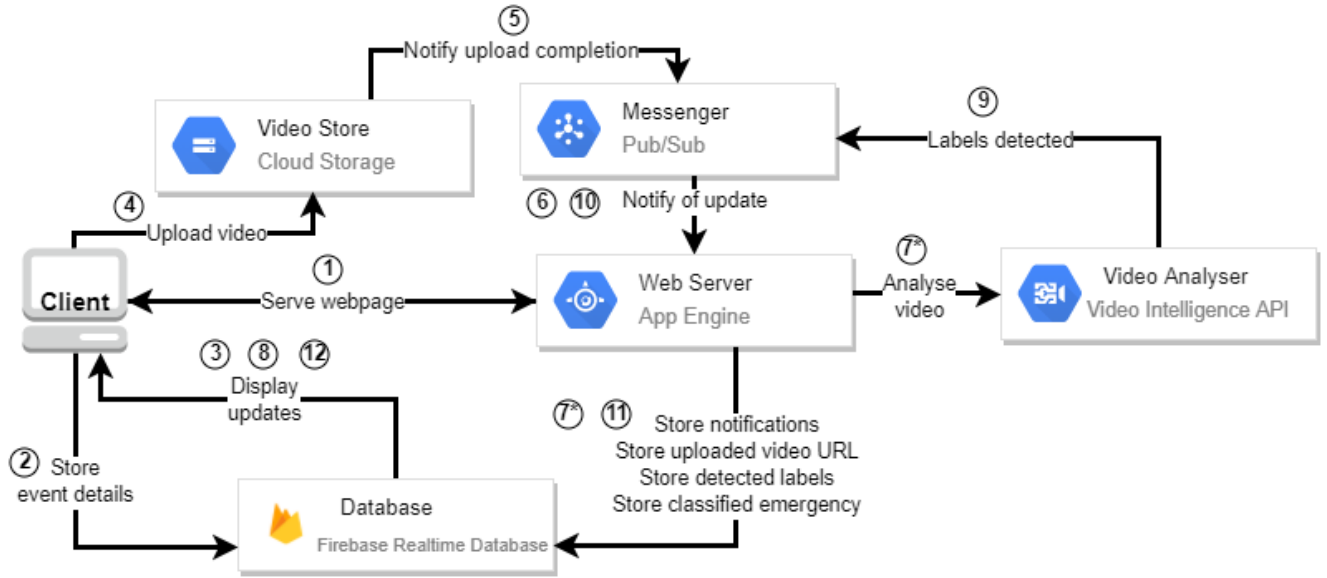 5
Notify upload completion
Video Store
Cloud Storage
Messenger
Pub/Sub
9
Labels detected
4
Upload video
6 10 Notify of update
1
Serve webpage
Client
Web Server
App Engine
7*
Analyse
video
Video Analyser
Video Intelligence API
3 8 12
Display
updates
7* 11
Store notifications
Store uploaded video URL
Store detected labels
Store classified emergency
2 Store
event details
Database
Firebase Realtime Database